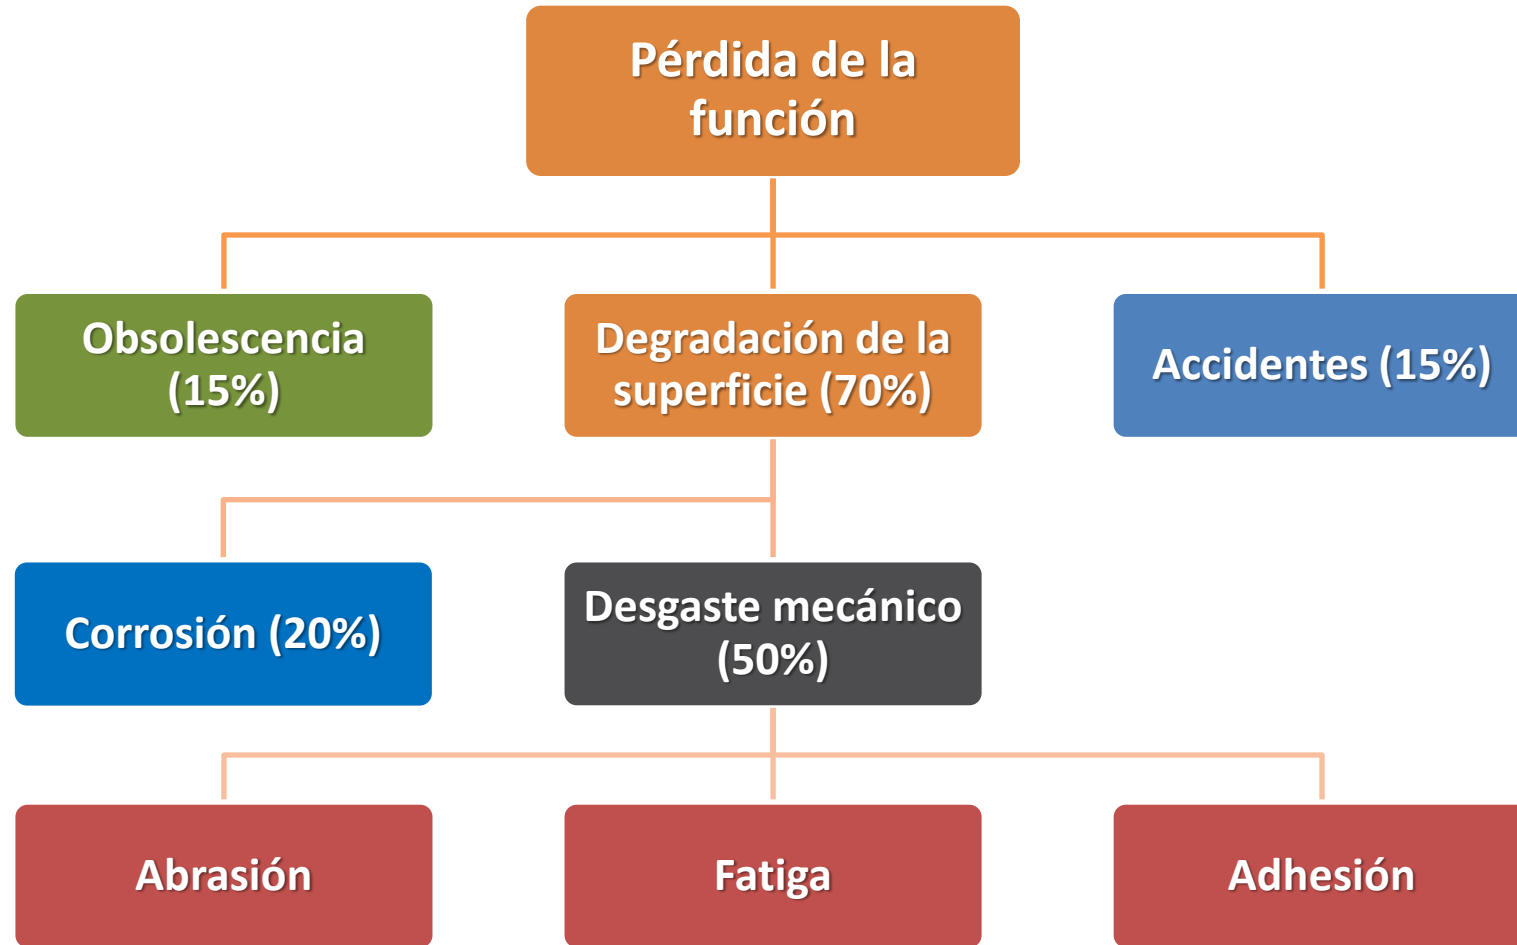 Pérdida de la
función
Obsolescencia
(15%)
Degradación de la
superficie (70%)
Accidentes (15%)
Corrosión (20%)
Desgaste mecánico
(50%)
Abrasión
Fatiga
Adhesión